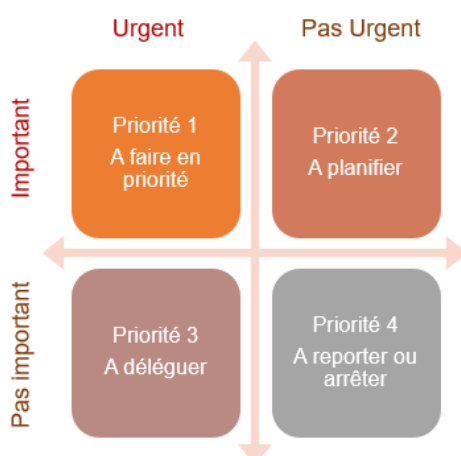 Urgent
Pas Urgent
Important
Priorité 1
A faire en
priorité
Priorité 2
A planifier
Pas important
Priorité 3
A déléguer
Priorité 4
A reporter ou
arrêter